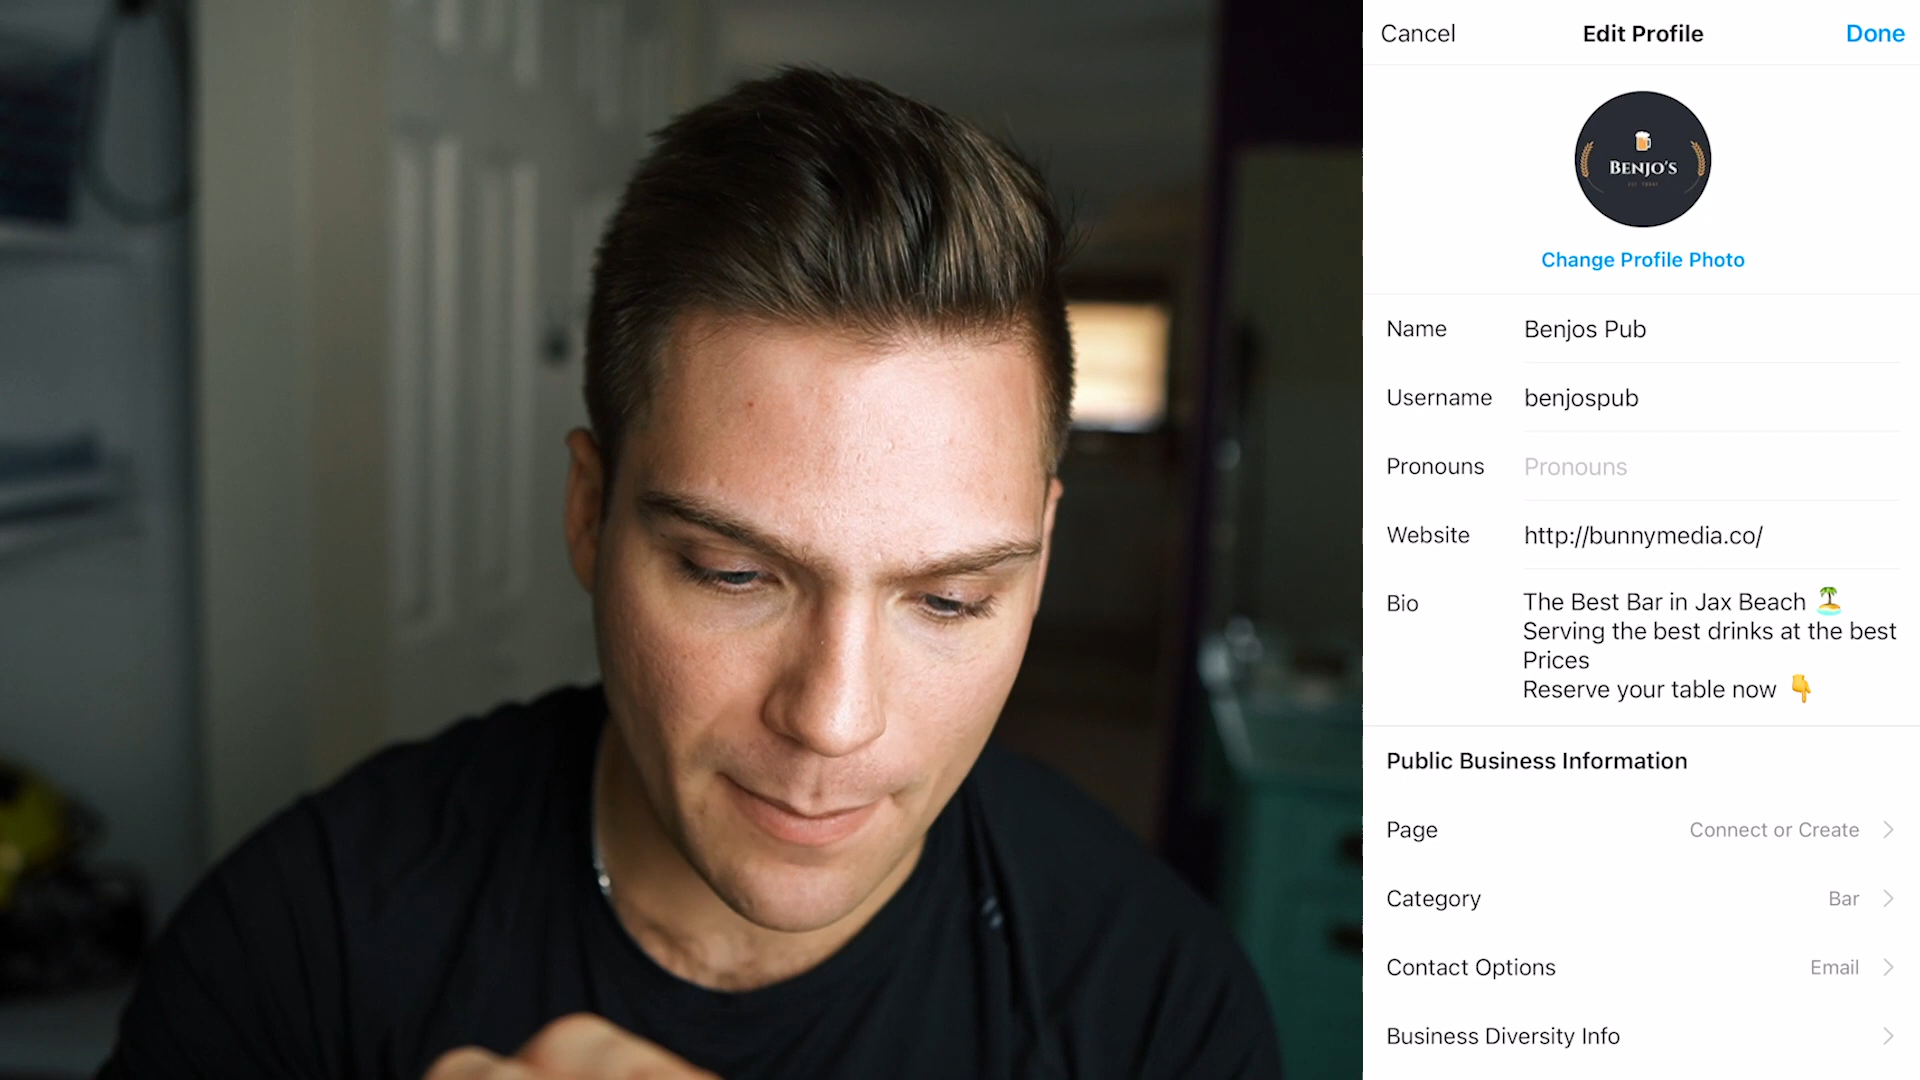 Cancel Edit Profile Done
BENJO'S
Change Profile Photo
Name Benjos Pub
Username benjospub
Pronouns Pronouns
Website http://bunnymedia.co/
Bio The Best Bar in Jax Beach 🏝️
Serving the best drinks at the best
Prices
Reserve your table now 👇
Public Business Information
Page Connect or Create
Category Bar
Contact Options Email
Business Diversity Info